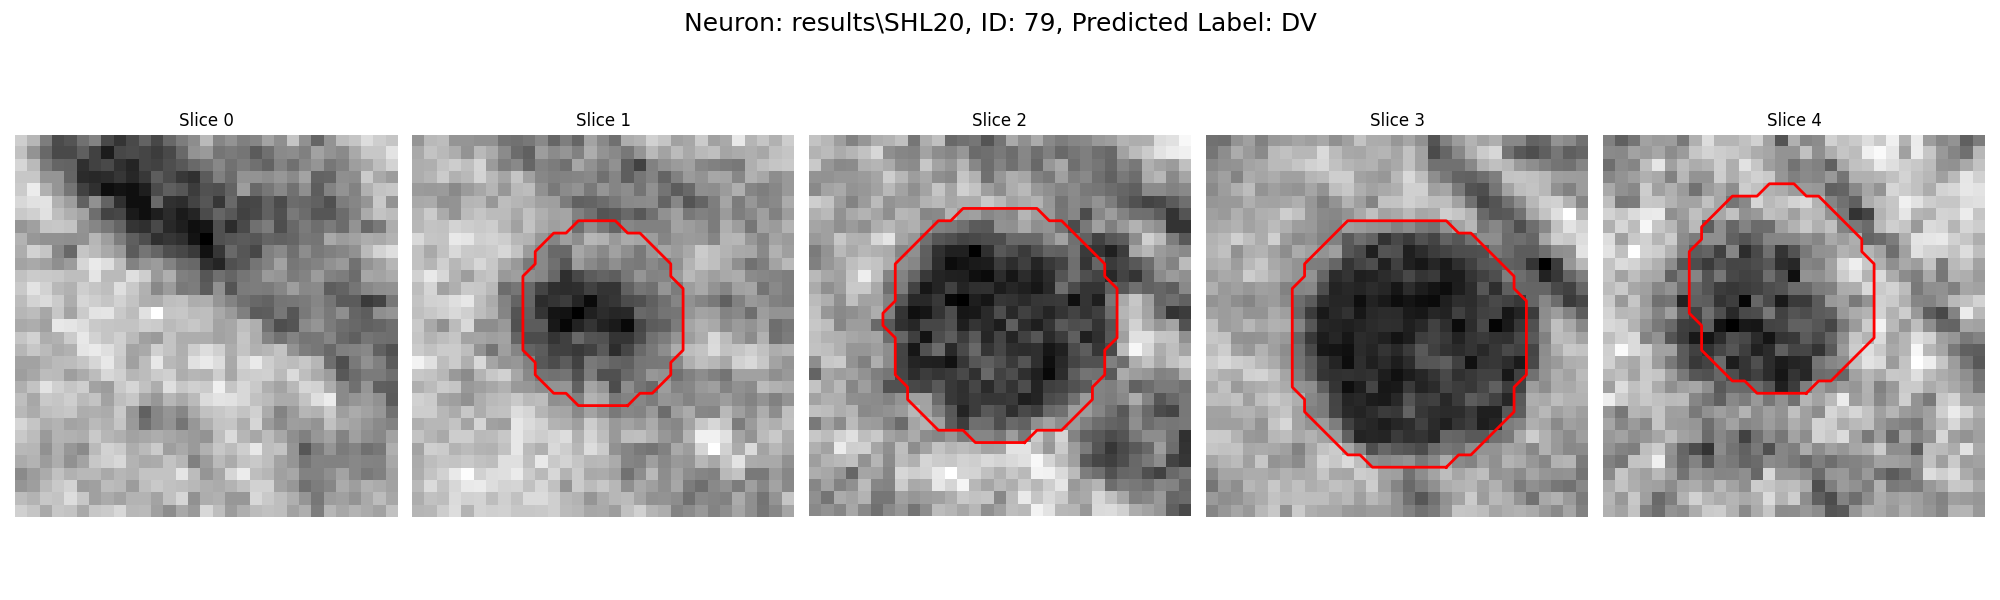 Neuron: results\SHL20, ID: 79, Predicted Label: DV
Slice 0
Slice 1
Slice 2
Slice 3
Slice 4